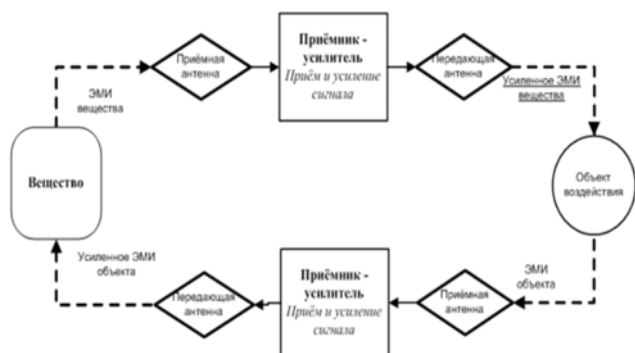 Приёмная
антенна
Приёмник -
усилитель
Приём и усиление
сигнала
Передающая
антенна
Усиленное ЭМИ
вещества
ЭМИ
вещества
Вещество
Объект
воздействия
Усиленное ЭМИ
объекта
Передающая
антенна
Приёмник -
усилитель
Приём и усиление
сигнала
Приёмная
антенна
ЭМИ
объекта